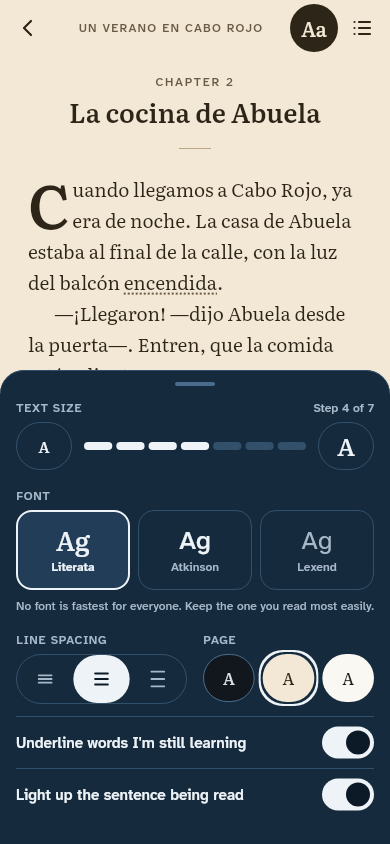 UN VERANO EN CABO ROJO
Aa
CHAPTER 2
La cocina de Abuela
Cuando llegamos a Cabo Rojo, ya
era de noche. La casa de Abuela
estaba al final de la calle, con la luz
del balcón encendida.
—¡Llegaron! —dijo Abuela desde
la puerta—. Entren, que la comida
TEXT SIZE
Step 4 of 7
A
A
FONT
Ag
Literata
Ag
Atkinson
Ag
Lexend
No font is fastest for everyone. Keep the one you read most easily.
LINE SPACING
PAGE
A
A
A
Underline words I'm still learning
Light up the sentence being read